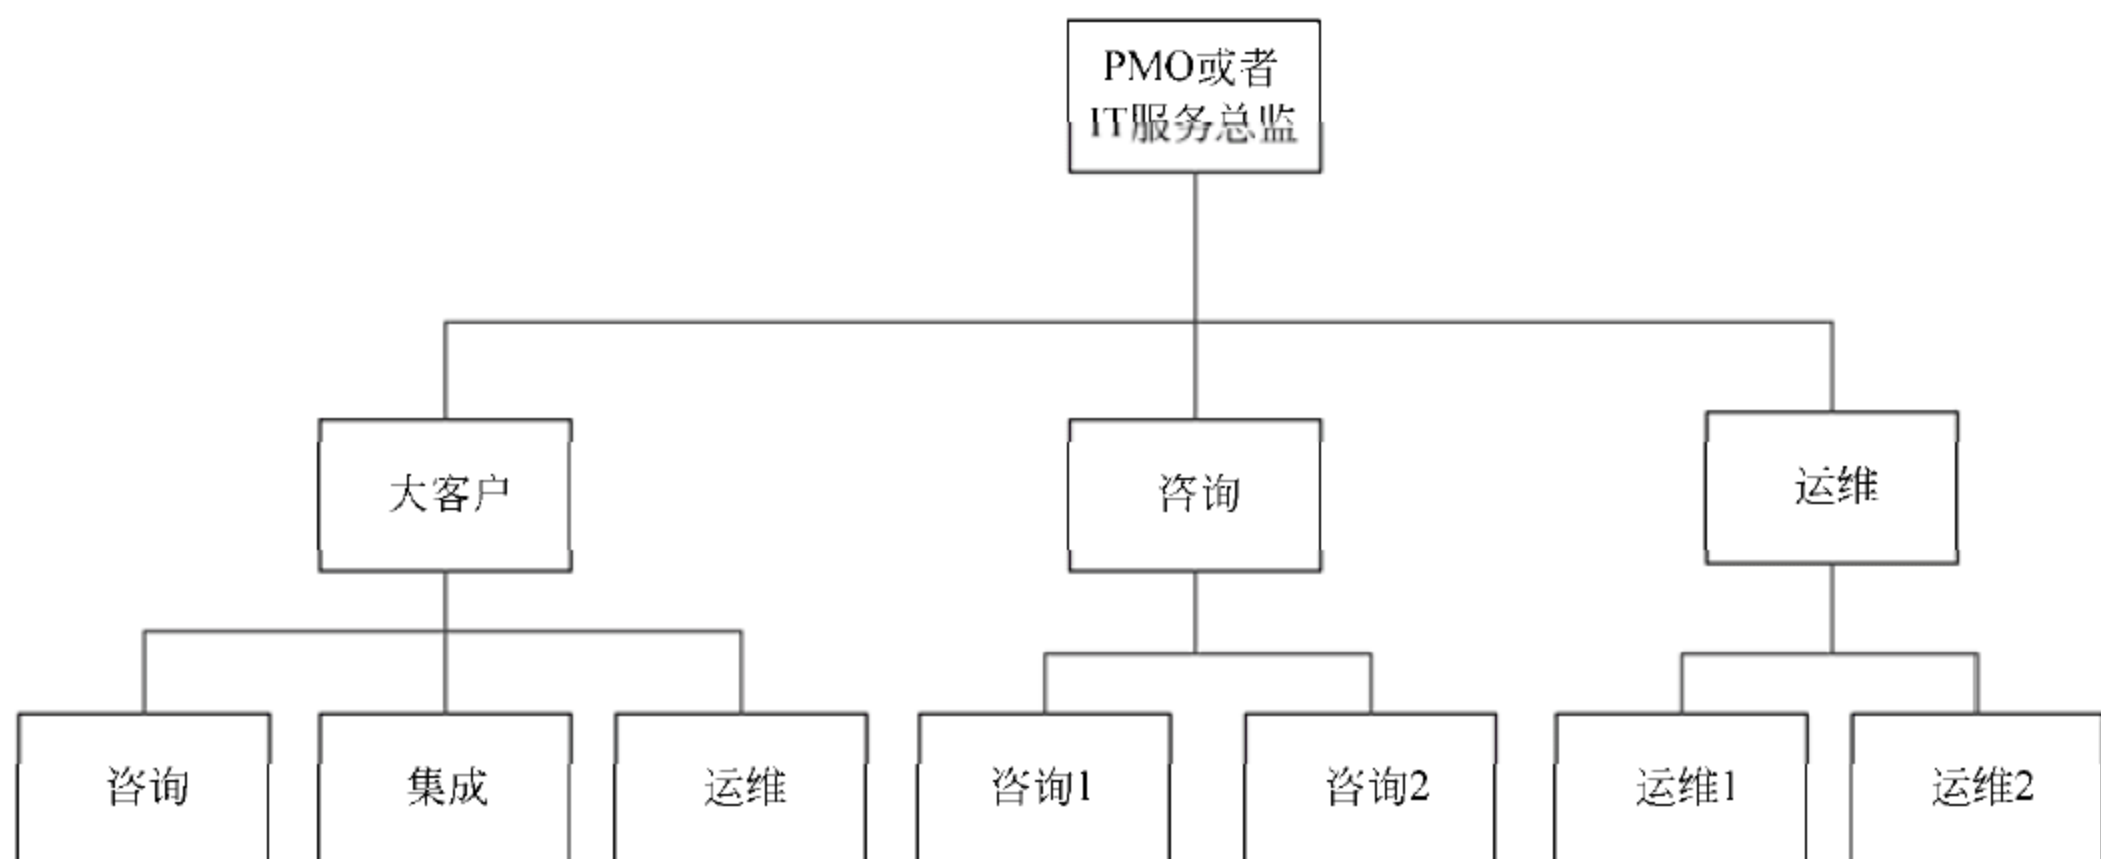 PMO或者
IT服务总监
大客户
咨询
运维
咨询
集成
运维
咨询1
咨询2
运维1
运维2